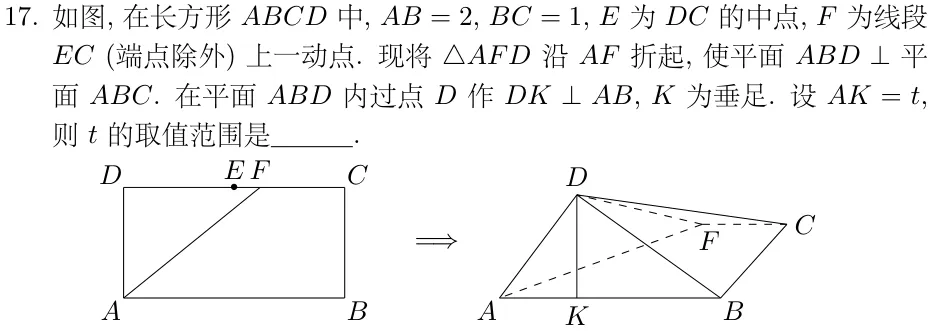 17. 如图, 在长方形 ABCD 中, AB = 2, BC = 1, E 为 DC 的中点, F 为线段
EC (端点除外) 上一动点. 现将 △AFD 沿 AF 折起, 使平面 ABD ⊥ 平
面 ABC. 在平面 ABD 内过点 D 作 DK ⊥ AB, K 为垂足. 设 AK = t,
则 t 的取值范围是______.
D E F C
A B
⟹
D
C
F
A K B